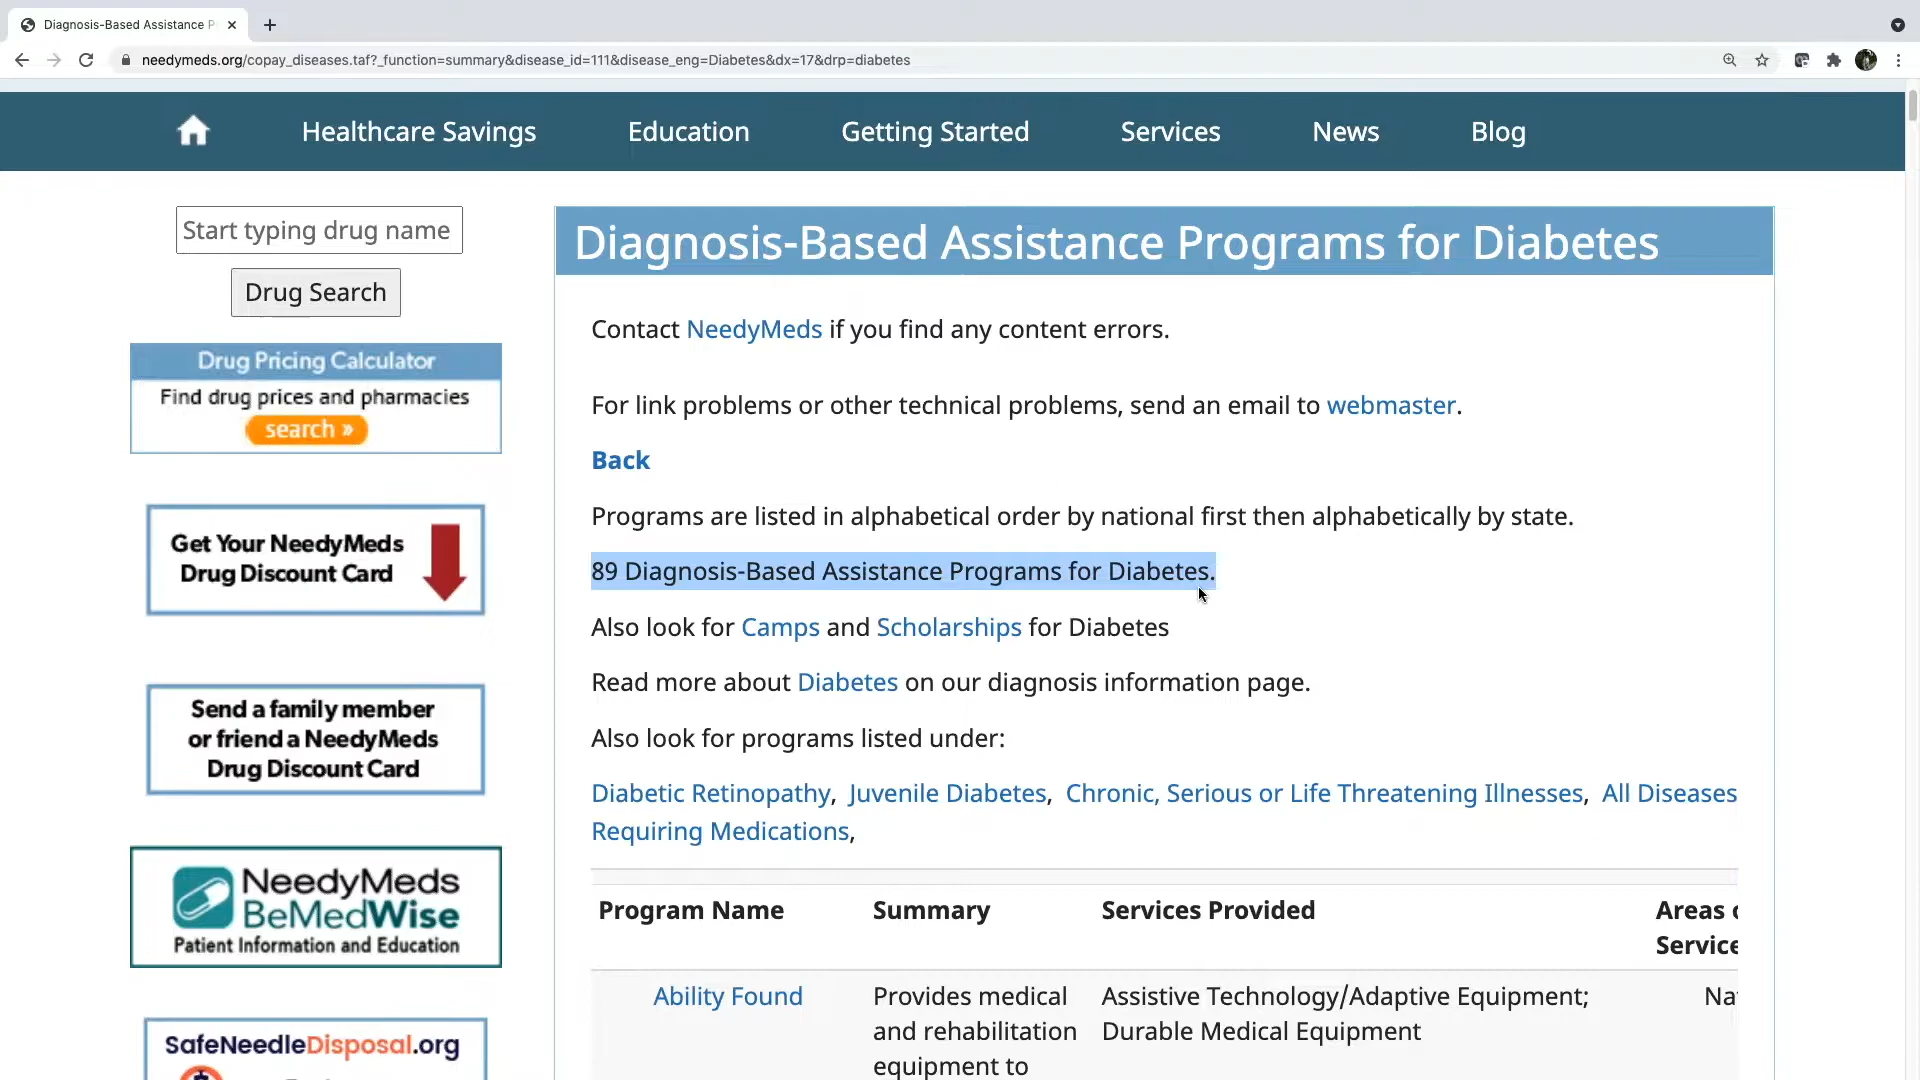 Diagnosis-Based Assistance P
needymeds.org/copay_diseases.taf?_function=summary&disease_id=111&disease_eng=Diabetes&dx=17&drp=diabetes
Healthcare Savings
Education
Getting Started
Services
News
Blog
Start typing drug name
Drug Search
Drug Pricing Calculator
Find drug prices and pharmacies
search »
Get Your NeedyMeds
Drug Discount Card
Send a family member
or friend a NeedyMeds
Drug Discount Card
NeedyMeds
BeMedWise
Patient Information and Education
SafeNeedleDisposal.org
Diagnosis-Based Assistance Programs for Diabetes
Contact NeedyMeds if you find any content errors.
For link problems or other technical problems, send an email to webmaster.
Back
Programs are listed in alphabetical order by national first then alphabetically by state.
89 Diagnosis-Based Assistance Programs for Diabetes.
Also look for Camps and Scholarships for Diabetes
Read more about Diabetes on our diagnosis information page.
Also look for programs listed under:
Diabetic Retinopathy, Juvenile Diabetes, Chronic, Serious or Life Threatening Illnesses, All Diseases
Requiring Medications,
Program Name
Summary
Services Provided
Areas
Service
Ability Found
Provides medical
and rehabilitation
equipment to
Assistive Technology/Adaptive Equipment;
Durable Medical Equipment